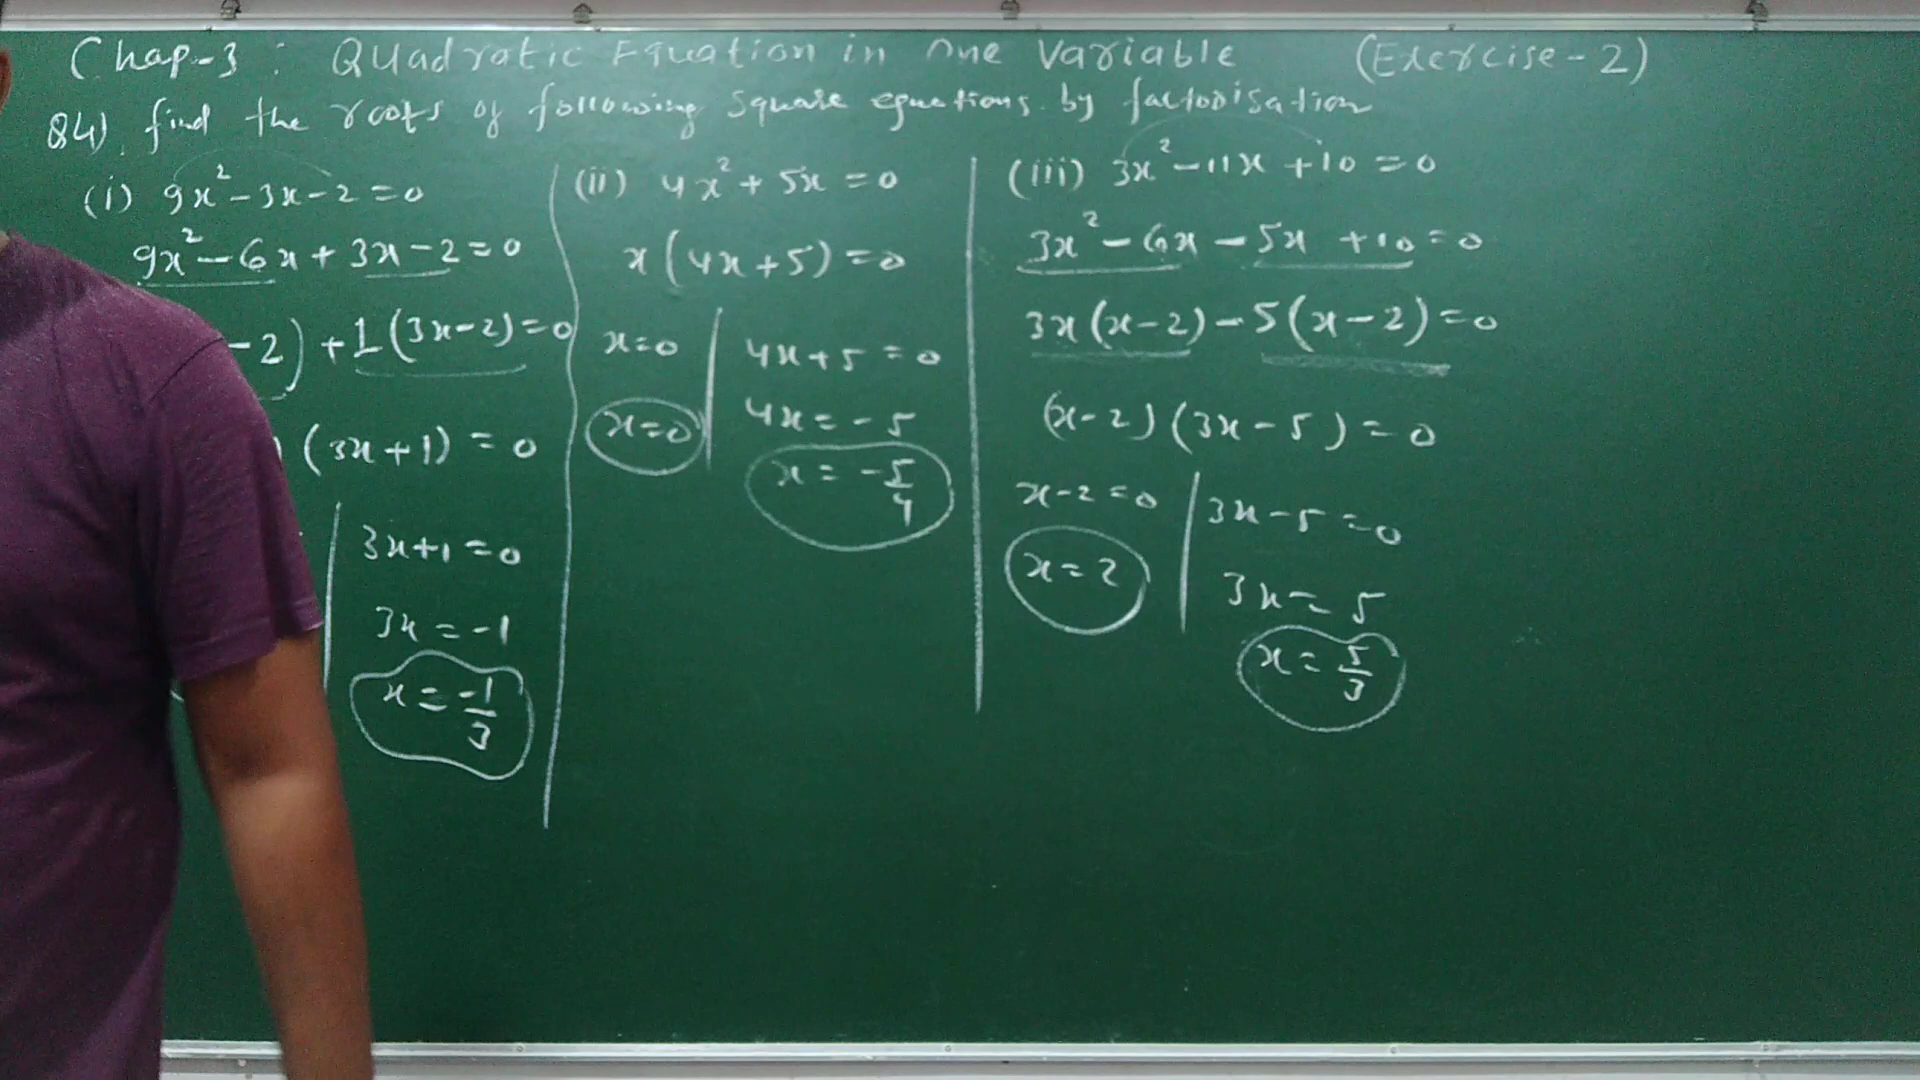 Chap-3 : Quadratic Equation in One Variable (Exercise-2)
Q4). find the roots of following square equations by factorisation
(i) 9x² - 3x - 2 = 0
9x² - 6x + 3x - 2 = 0
-2) + 1(3x-2) = 0
) (3x+1) = 0
3x+1 = 0
3x = -1
x = -1/3
(ii) 4x² + 5x = 0
x(4x+5) = 0
x=0
x=0
4x+5 = 0
4x = -5
x = -5/4
(iii) 3x² - 11x + 10 = 0
3x² - 6x - 5x + 10 = 0
3x(x-2) - 5(x-2) = 0
(x-2)(3x-5) = 0
x-2 = 0
x = 2
3x-5 = 0
3x = 5
x = 5/3